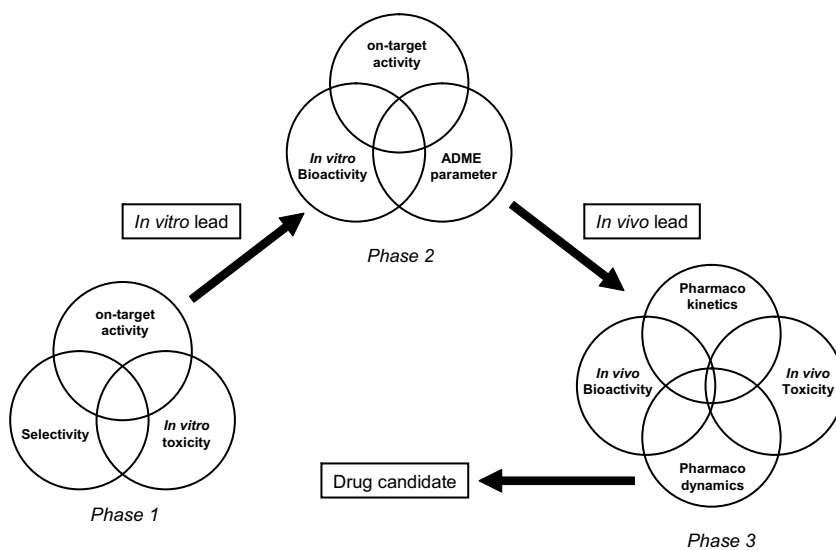 on-target
activity
In vitro
Bioactivity
ADME
parameter
Phase 2
In vitro lead
In vivo lead
on-target
activity
Selectivity
In vitro
toxicity
Phase 1
Pharmaco
kinetics
In vivo
Bioactivity
In vivo
Toxicity
Pharmaco
dynamics
Phase 3
Drug candidate